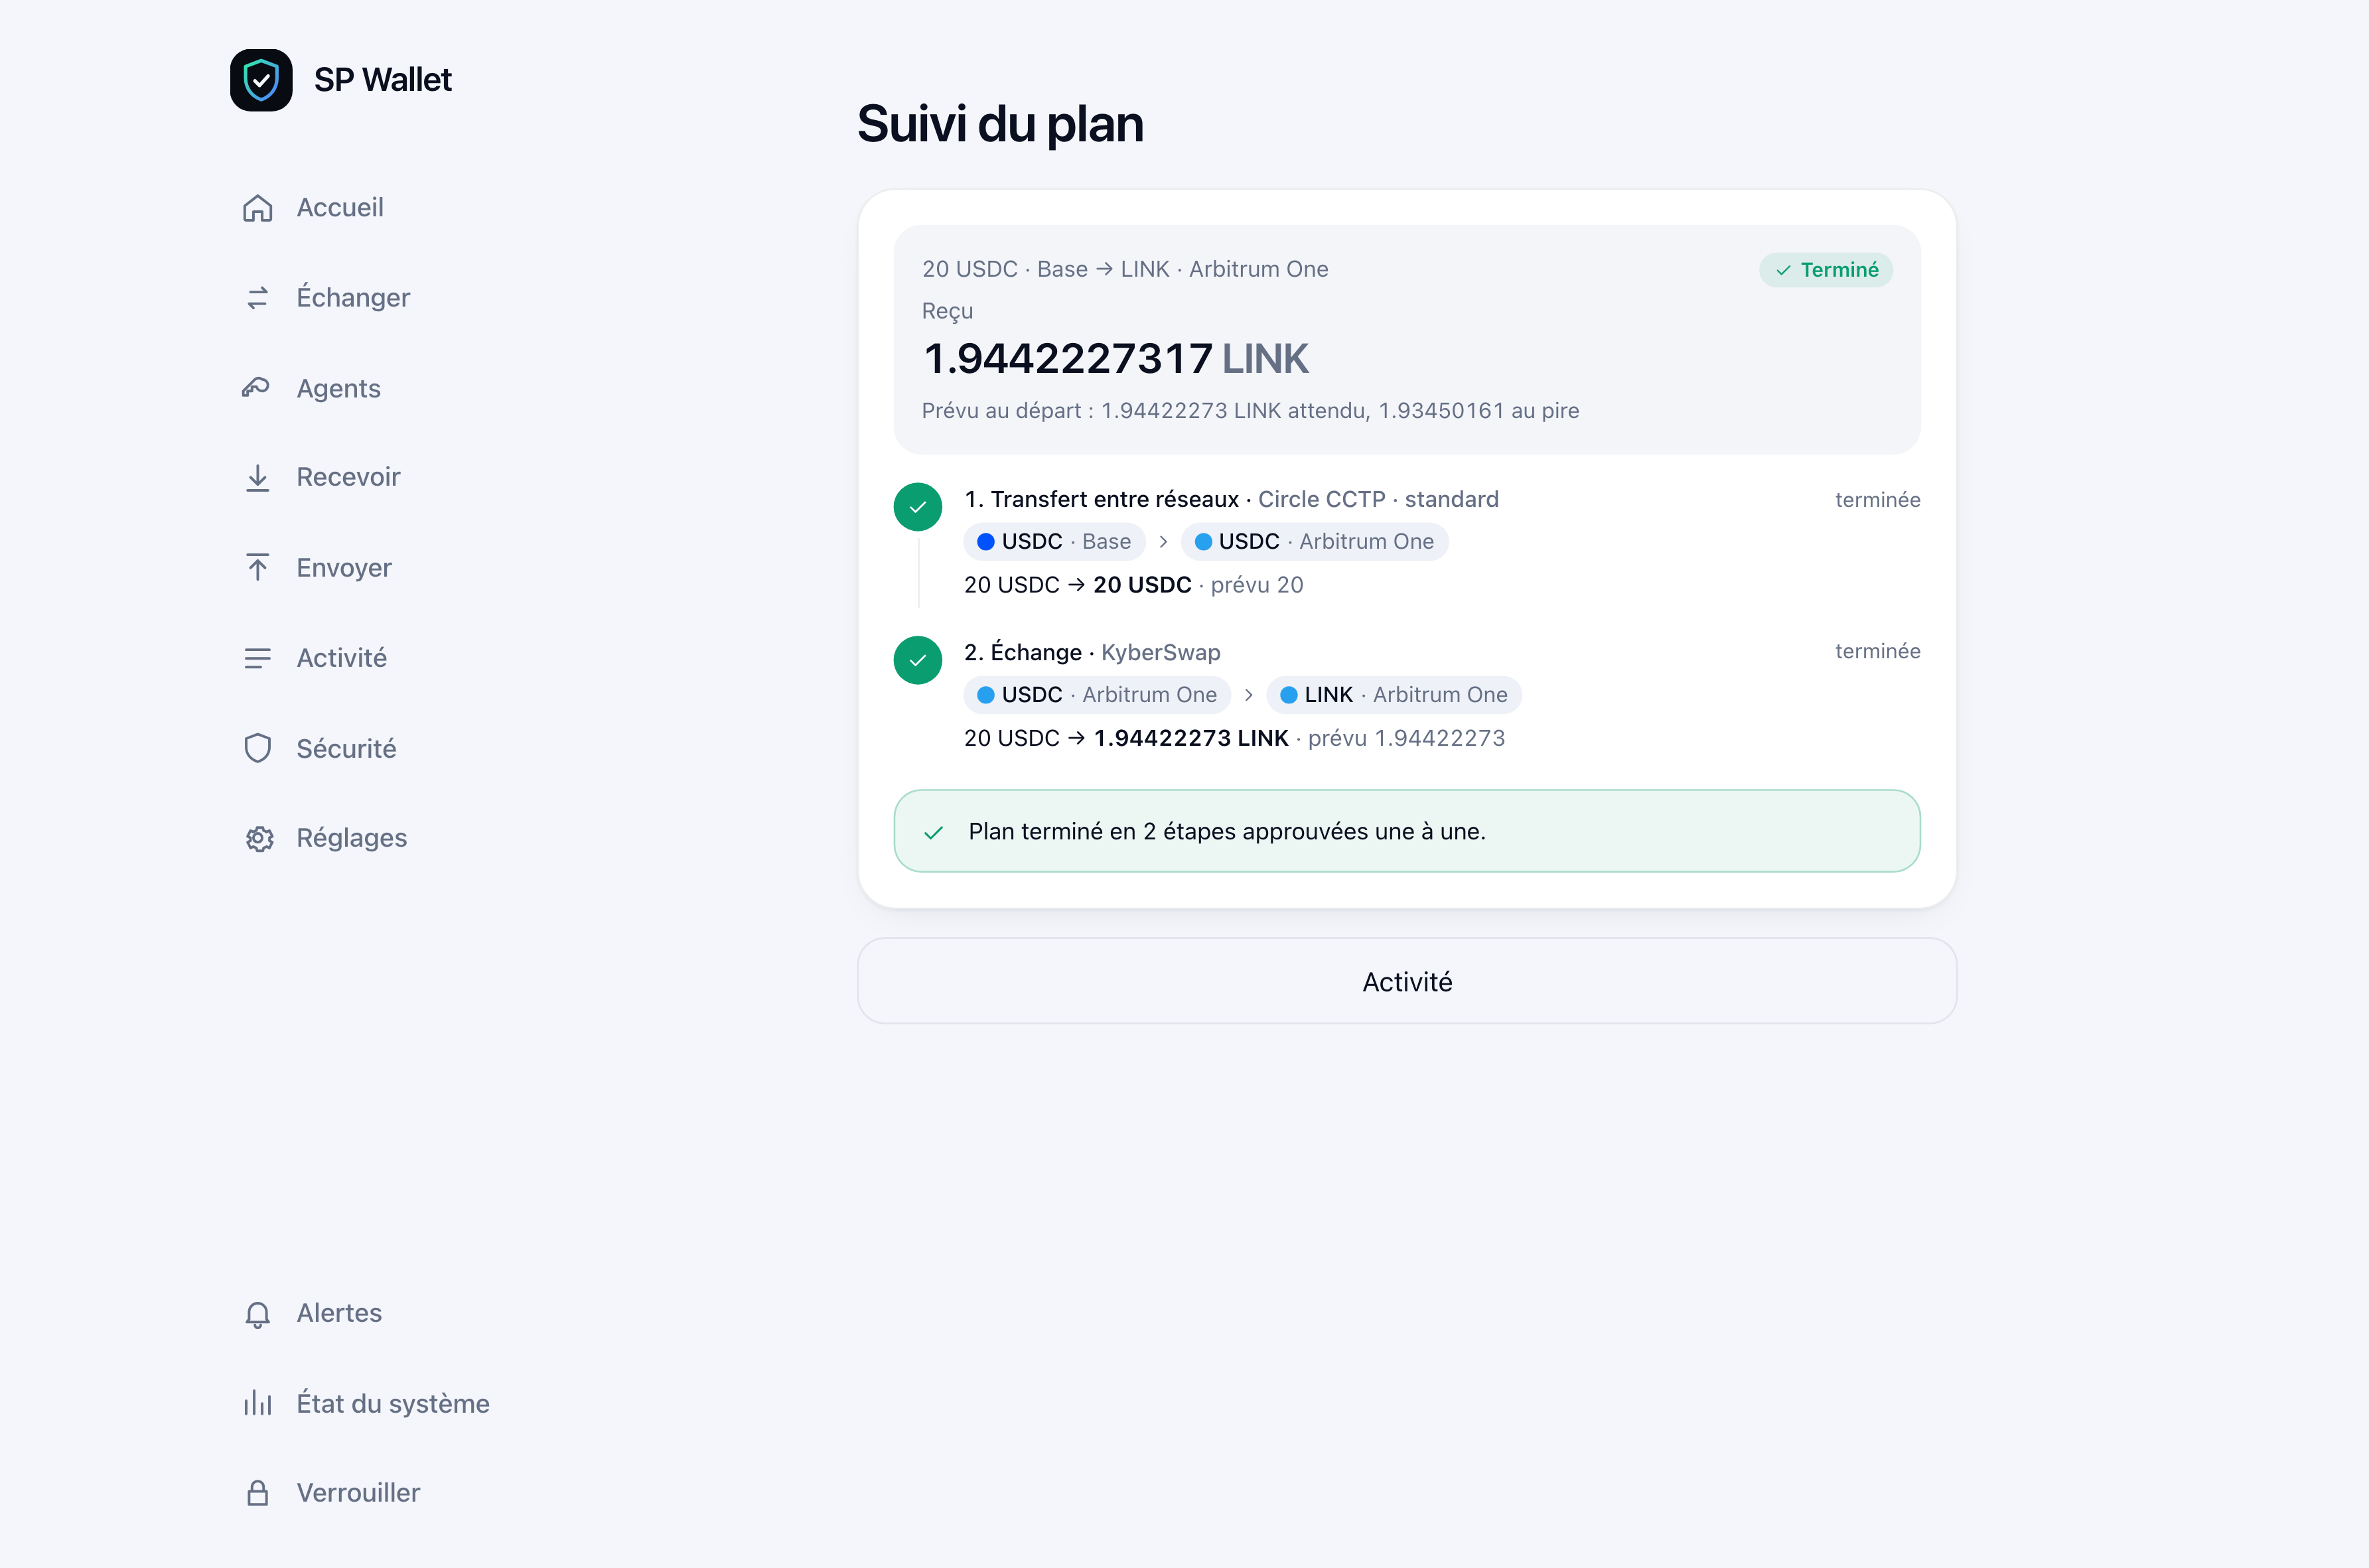 SP Wallet
Accueil
Échanger
Agents
Recevoir
Envoyer
Activité
Sécurité
Réglages
Alertes
État du système
Verrouiller
Suivi du plan
20 USDC · Base → LINK · Arbitrum One
Terminé
Reçu
1.9442227317 LINK
Prévu au départ : 1.94422273 LINK attendu, 1.93450161 au pire
1. Transfert entre réseaux · Circle CCTP · standard
terminée
USDC · Base > USDC · Arbitrum One
20 USDC → 20 USDC · prévu 20
2. Échange · KyberSwap
terminée
USDC · Arbitrum One > LINK · Arbitrum One
20 USDC → 1.94422273 LINK · prévu 1.94422273
Plan terminé en 2 étapes approuvées une à une.
Activité